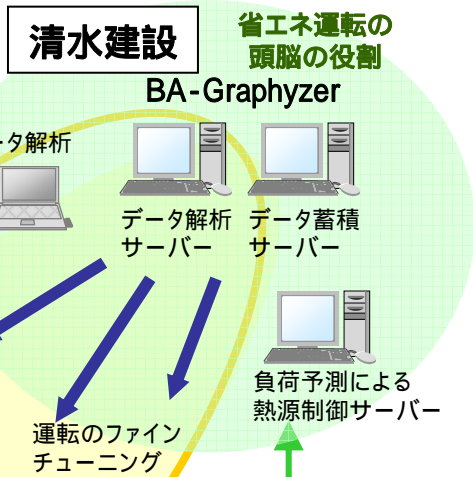 清水建設
省エネ運転の
頭脳の役割
BA-Graphyzer
タ解析
データ解析
サーバー
データ蓄積
サーバー
負荷予測による
熱源制御サーバー
運転のファイン
チューニング